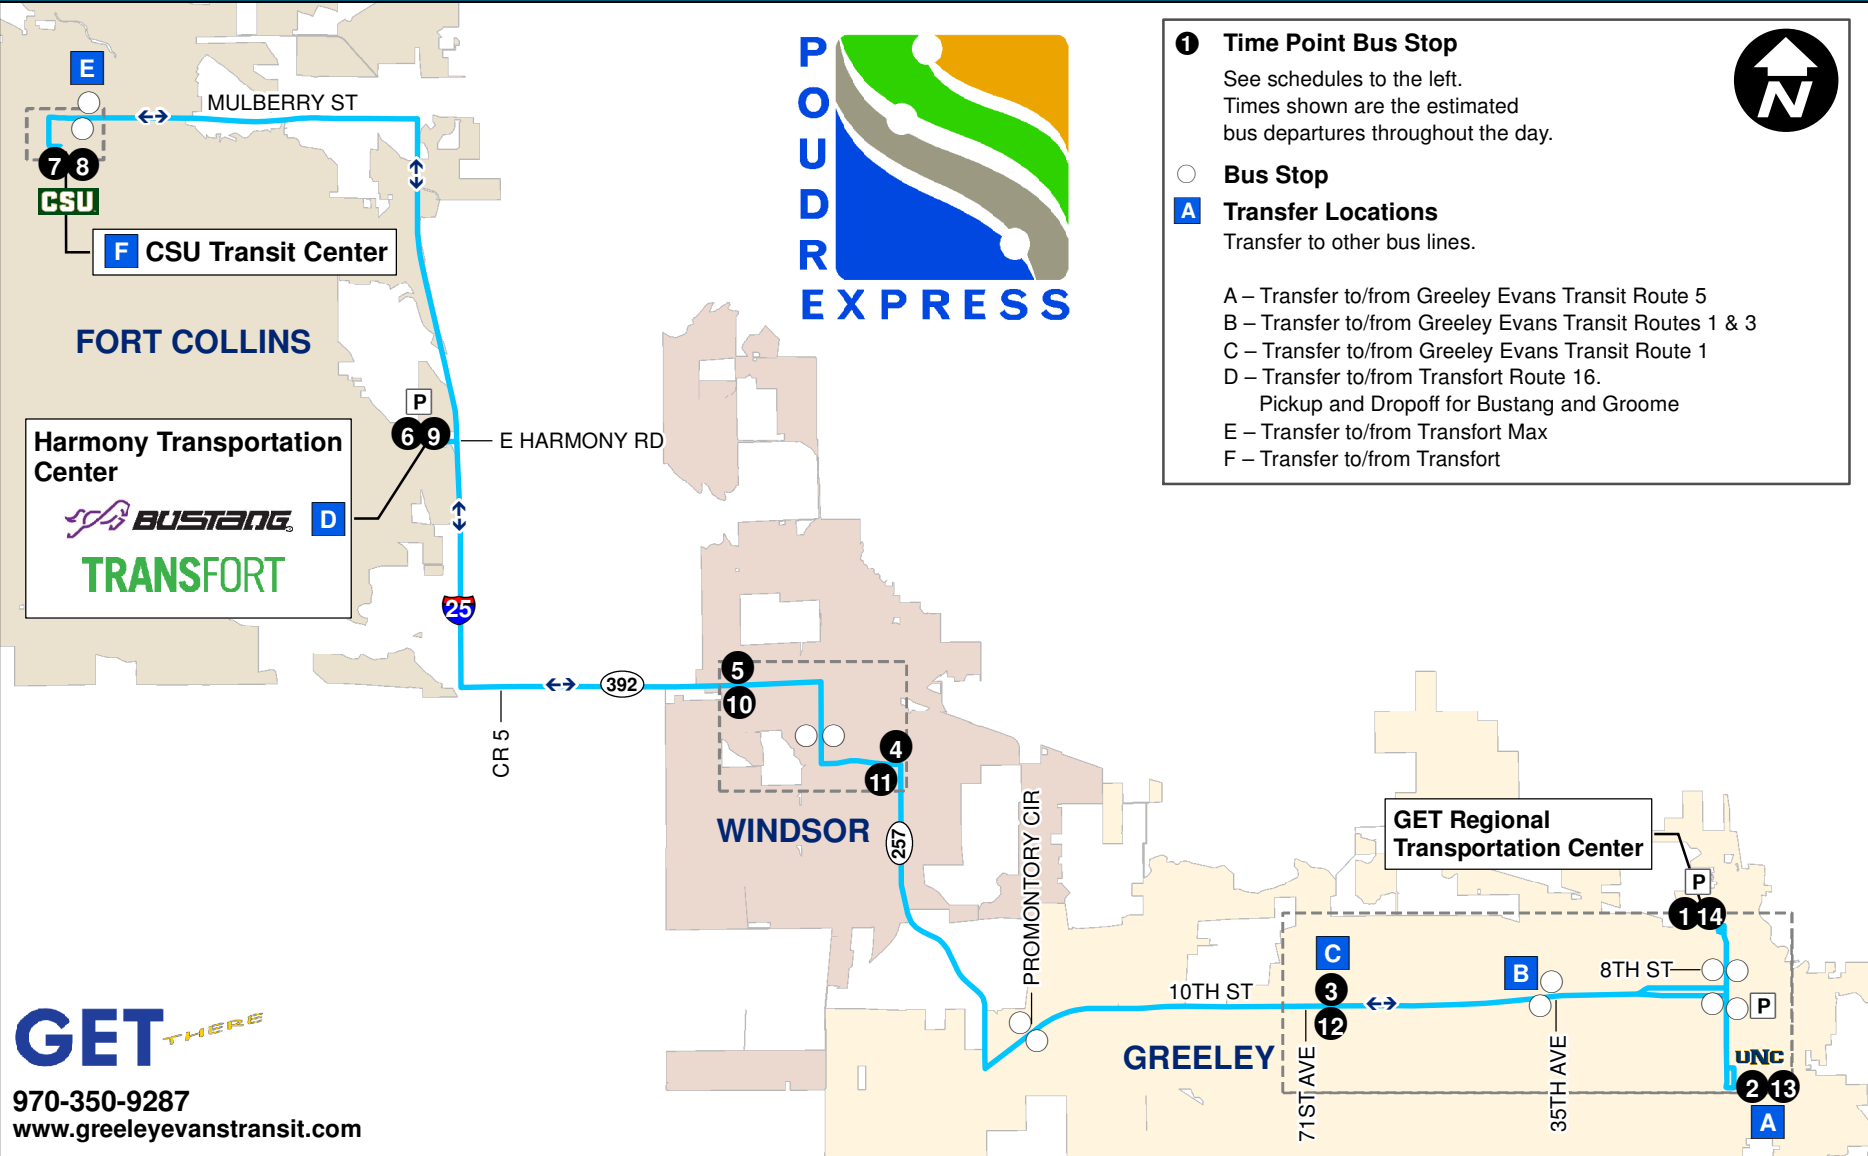 E
MULBERRY ST
7 8
CSU
F CSU Transit Center
FORT COLLINS
P
6 9
E HARMONY RD
Harmony Transportation
Center
BUSTANG D
TRANSFORT
25
392
CR 5
POUDRE
EXPRESS
1 Time Point Bus Stop
See schedules to the left.
Times shown are the estimated
bus departures throughout the day.
N
Bus Stop
A Transfer Locations
Transfer to other bus lines.
A – Transfer to/from Greeley Evans Transit Route 5
B – Transfer to/from Greeley Evans Transit Routes 1 & 3
C – Transfer to/from Greeley Evans Transit Route 1
D – Transfer to/from Transfort Route 16.
Pickup and Dropoff for Bustang and Groome
E – Transfer to/from Transfort Max
F – Transfer to/from Transfort
5
10
4
11
WINDSOR
257
PROMONTORY CIR
GET Regional
Transportation Center
P
1 14
C
3
12
10TH ST
71ST AVE
B
35TH AVE
8TH ST
P
GREELEY
UNC
2 13
A
GET THERE
970-350-9287
www.greeleyevanstransit.com